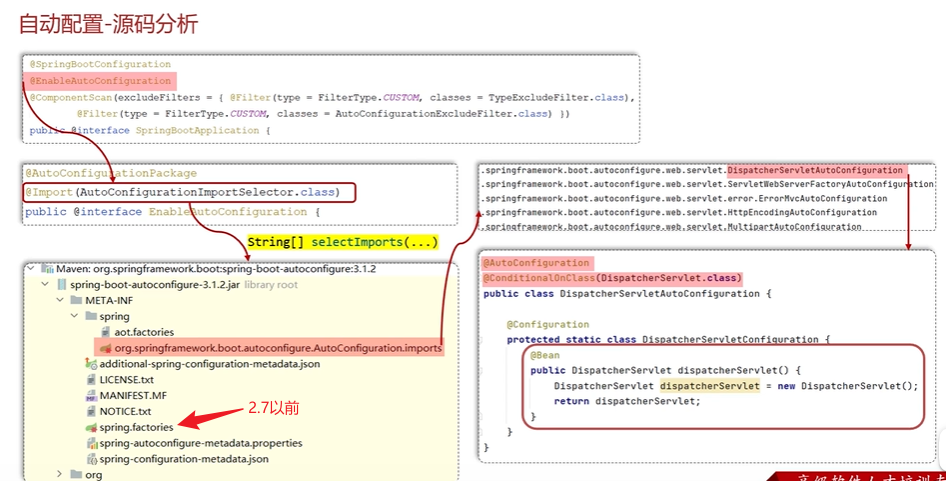 自动配置-源码分析
@SpringBootConfiguration
@EnableAutoConfiguration
@ComponentScan(excludeFilters = { @Filter(type = FilterType.CUSTOM, classes = TypeExcludeFilter.class),
@Filter(type = FilterType.CUSTOM, classes = AutoConfigurationExcludeFilter.class) })
public @interface SpringBootApplication {
@AutoConfigurationPackage
@Import(AutoConfigurationImportSelector.class)
public @interface EnableAutoConfiguration {
String[] selectImports(...)
Maven: org.springframework.boot:spring-boot-autoconfigure:3.1.2
spring-boot-autoconfigure-3.1.2.jar library root
META-INF
spring
aot.factories
org.springframework.boot.autoconfigure.AutoConfiguration.imports
additional-spring-configuration-metadata.json
LICENSE.txt
MANIFEST.MF
NOTICE.txt
spring.factories
2.7以前
spring-autoconfigure-metadata.properties
spring-configuration-metadata.json
org
.springframework.boot.autoconfigure.web.servlet.DispatcherServletAutoConfiguration
.springframework.boot.autoconfigure.web.servlet.ServletWebServerFactoryAutoConfiguration
.springframework.boot.autoconfigure.web.servlet.error.ErrorMvcAutoConfiguration
.springframework.boot.autoconfigure.web.servlet.HttpEncodingAutoConfiguration
.springframework.boot.autoconfigure.web.servlet.MultipartAutoConfiguration
@AutoConfiguration
@ConditionalOnClass(DispatcherServlet.class)
public class DispatcherServletAutoConfiguration {
@Configuration
protected static class DispatcherServletConfiguration {
@Bean
public DispatcherServlet dispatcherServlet() {
DispatcherServlet dispatcherServlet = new DispatcherServlet();
return dispatcherServlet;
}
}
}